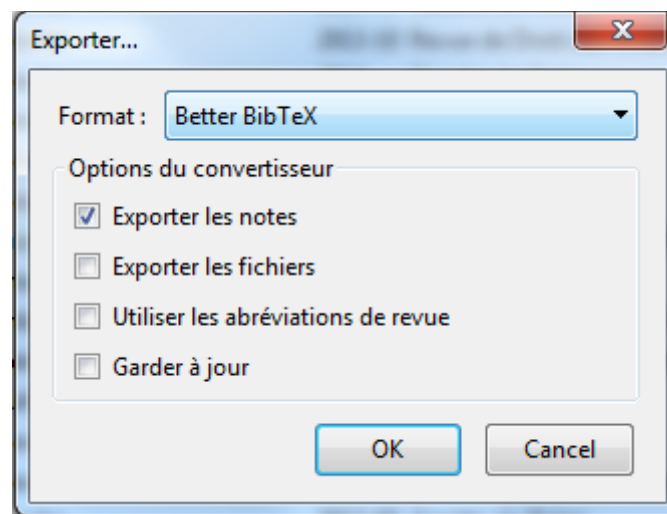 Exporter...
Format : Better BibTeX
Options du convertisseur
Exporter les notes
Exporter les fichiers
Utiliser les abréviations de revue
Garder à jour
OK Cancel